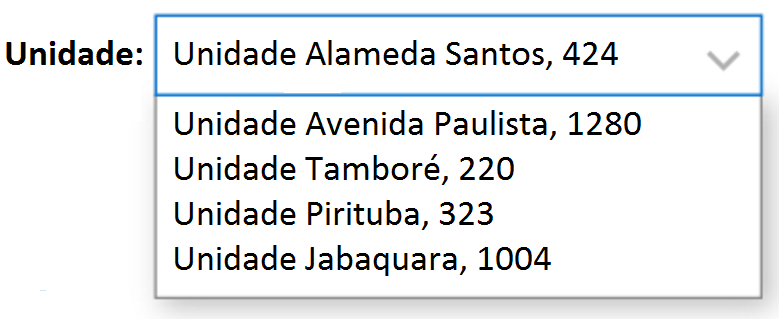 Unidade: Unidade Alameda Santos, 424
Unidade Avenida Paulista, 1280
Unidade Tamboré, 220
Unidade Pirituba, 323
Unidade Jabaquara, 1004